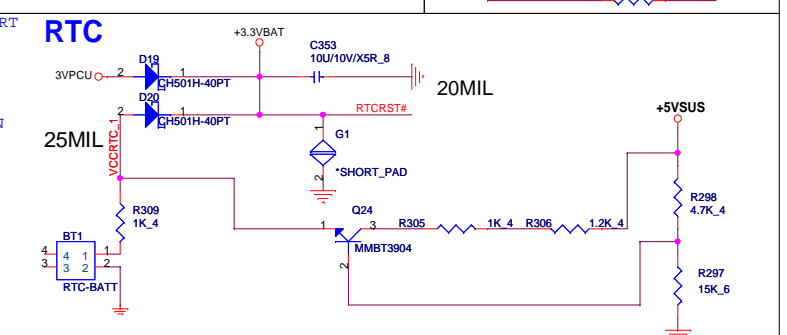 RT
RTC
+3.3VBAT
C353
10U/10V/X5R_8
D19
3VPCU
2
1
CH501H-40PT
20MIL
D20
2
1
CH501H-40PT
RTCRST#
+5VSUS
N
25MIL
VCCRTC_1
1
G1
*SHORT_PAD
2
R298
4.7K_4
R309
1K_4
Q24
1
3
R305
1K_4
R306
1.2K_4
BT1
MMBT3904
4
4
1
1
3
3
2
2
2
R297
15K_6
RTC-BATT